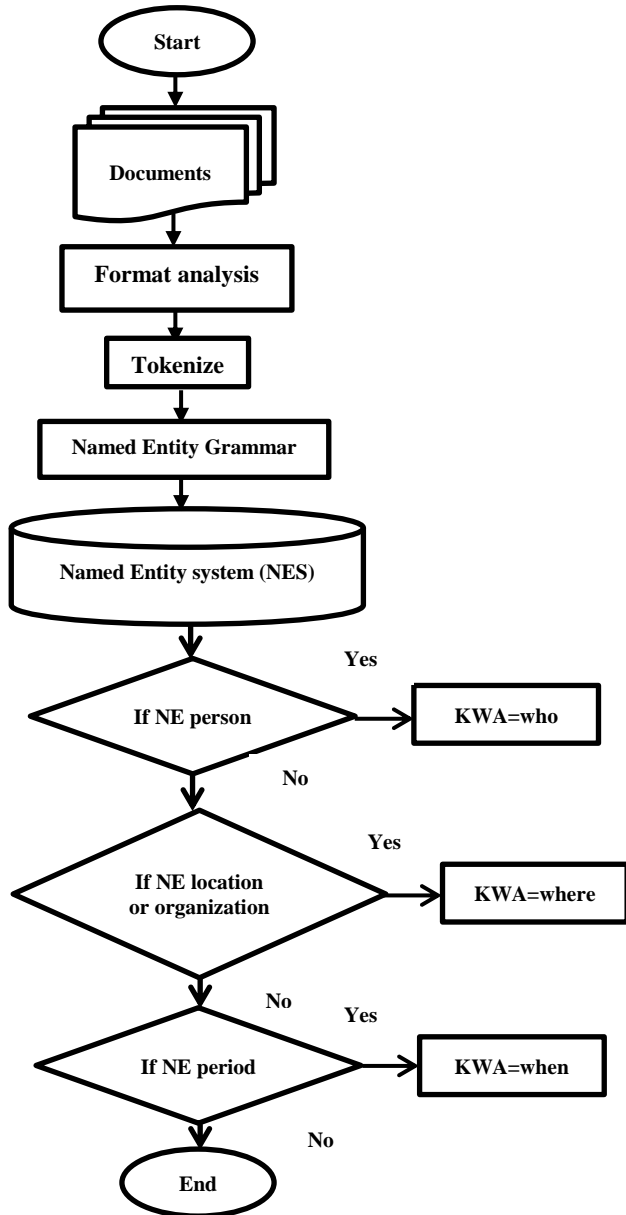 Start
Documents
Format analysis
Tokenize
Named Entity Grammar
Named Entity system (NES)
Yes
If NE person
KWA=who
No
Yes
If NE location
or organization
KWA=where
No
Yes
If NE period
KWA=when
No
End